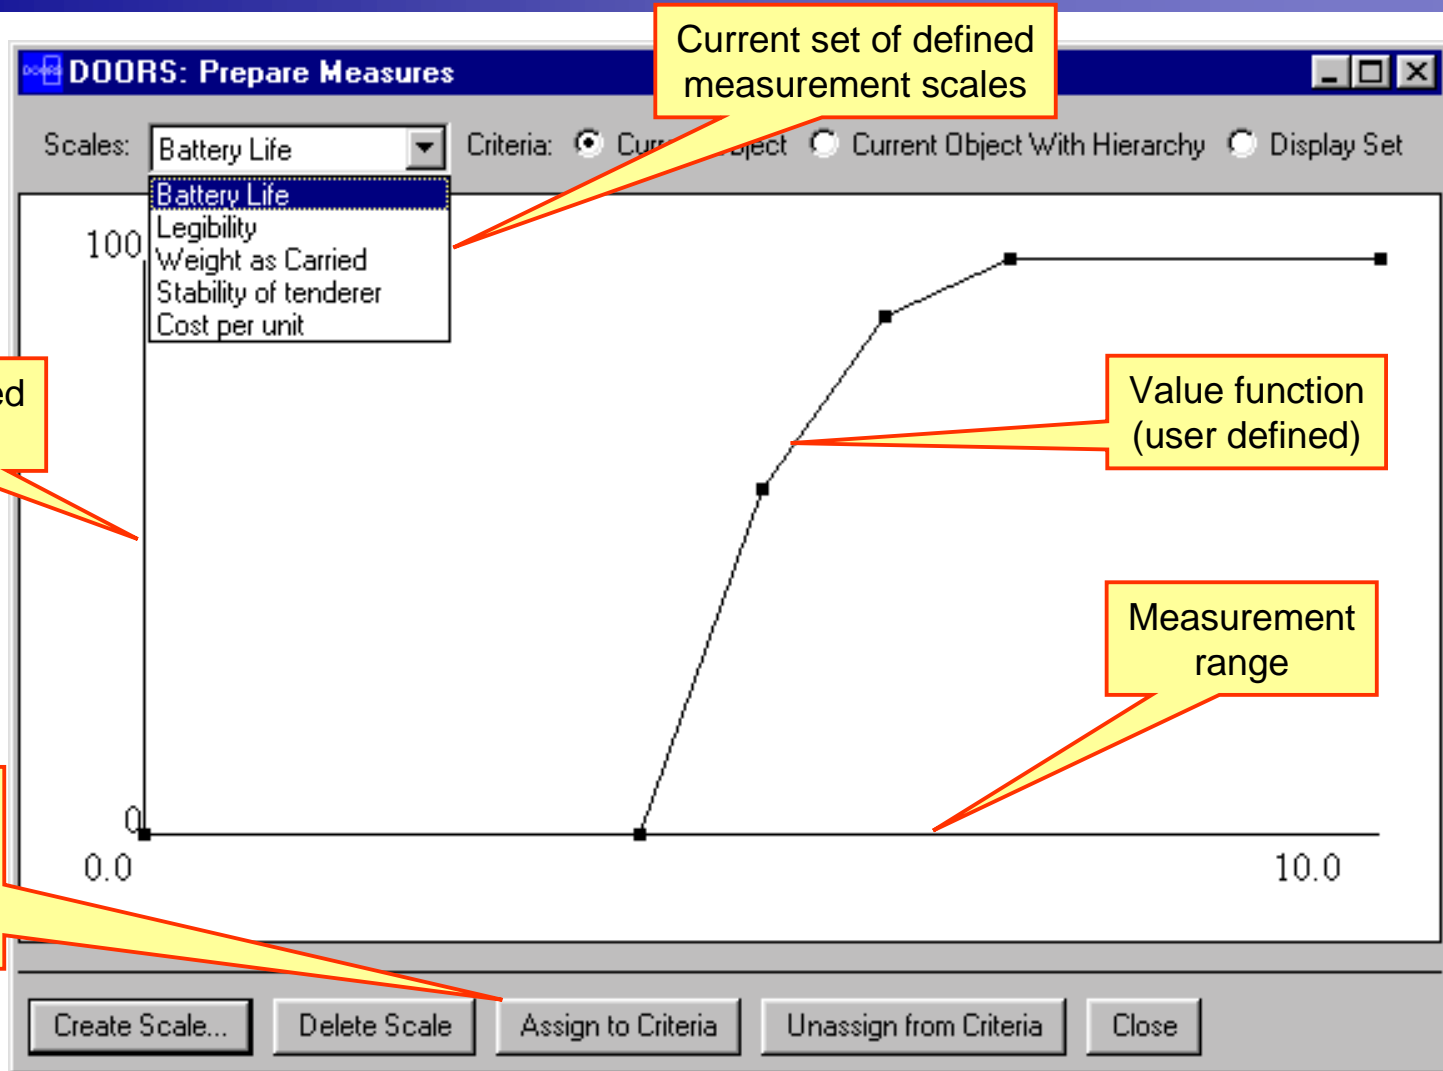 Current set of defined
measurement scales
DOORS: Prepare Measures
Scales:
Battery Life
Criteria:
Current Object With Hierarchy
Display Set
Battery Life
Legibility
Weight as Carried
Stability of tenderer
Cost per unit
100
Value function
(user defined)
Measurement
range
0
0.0
10.0
Create Scale...
Delete Scale
Assign to Criteria
Unassign from Criteria
Close